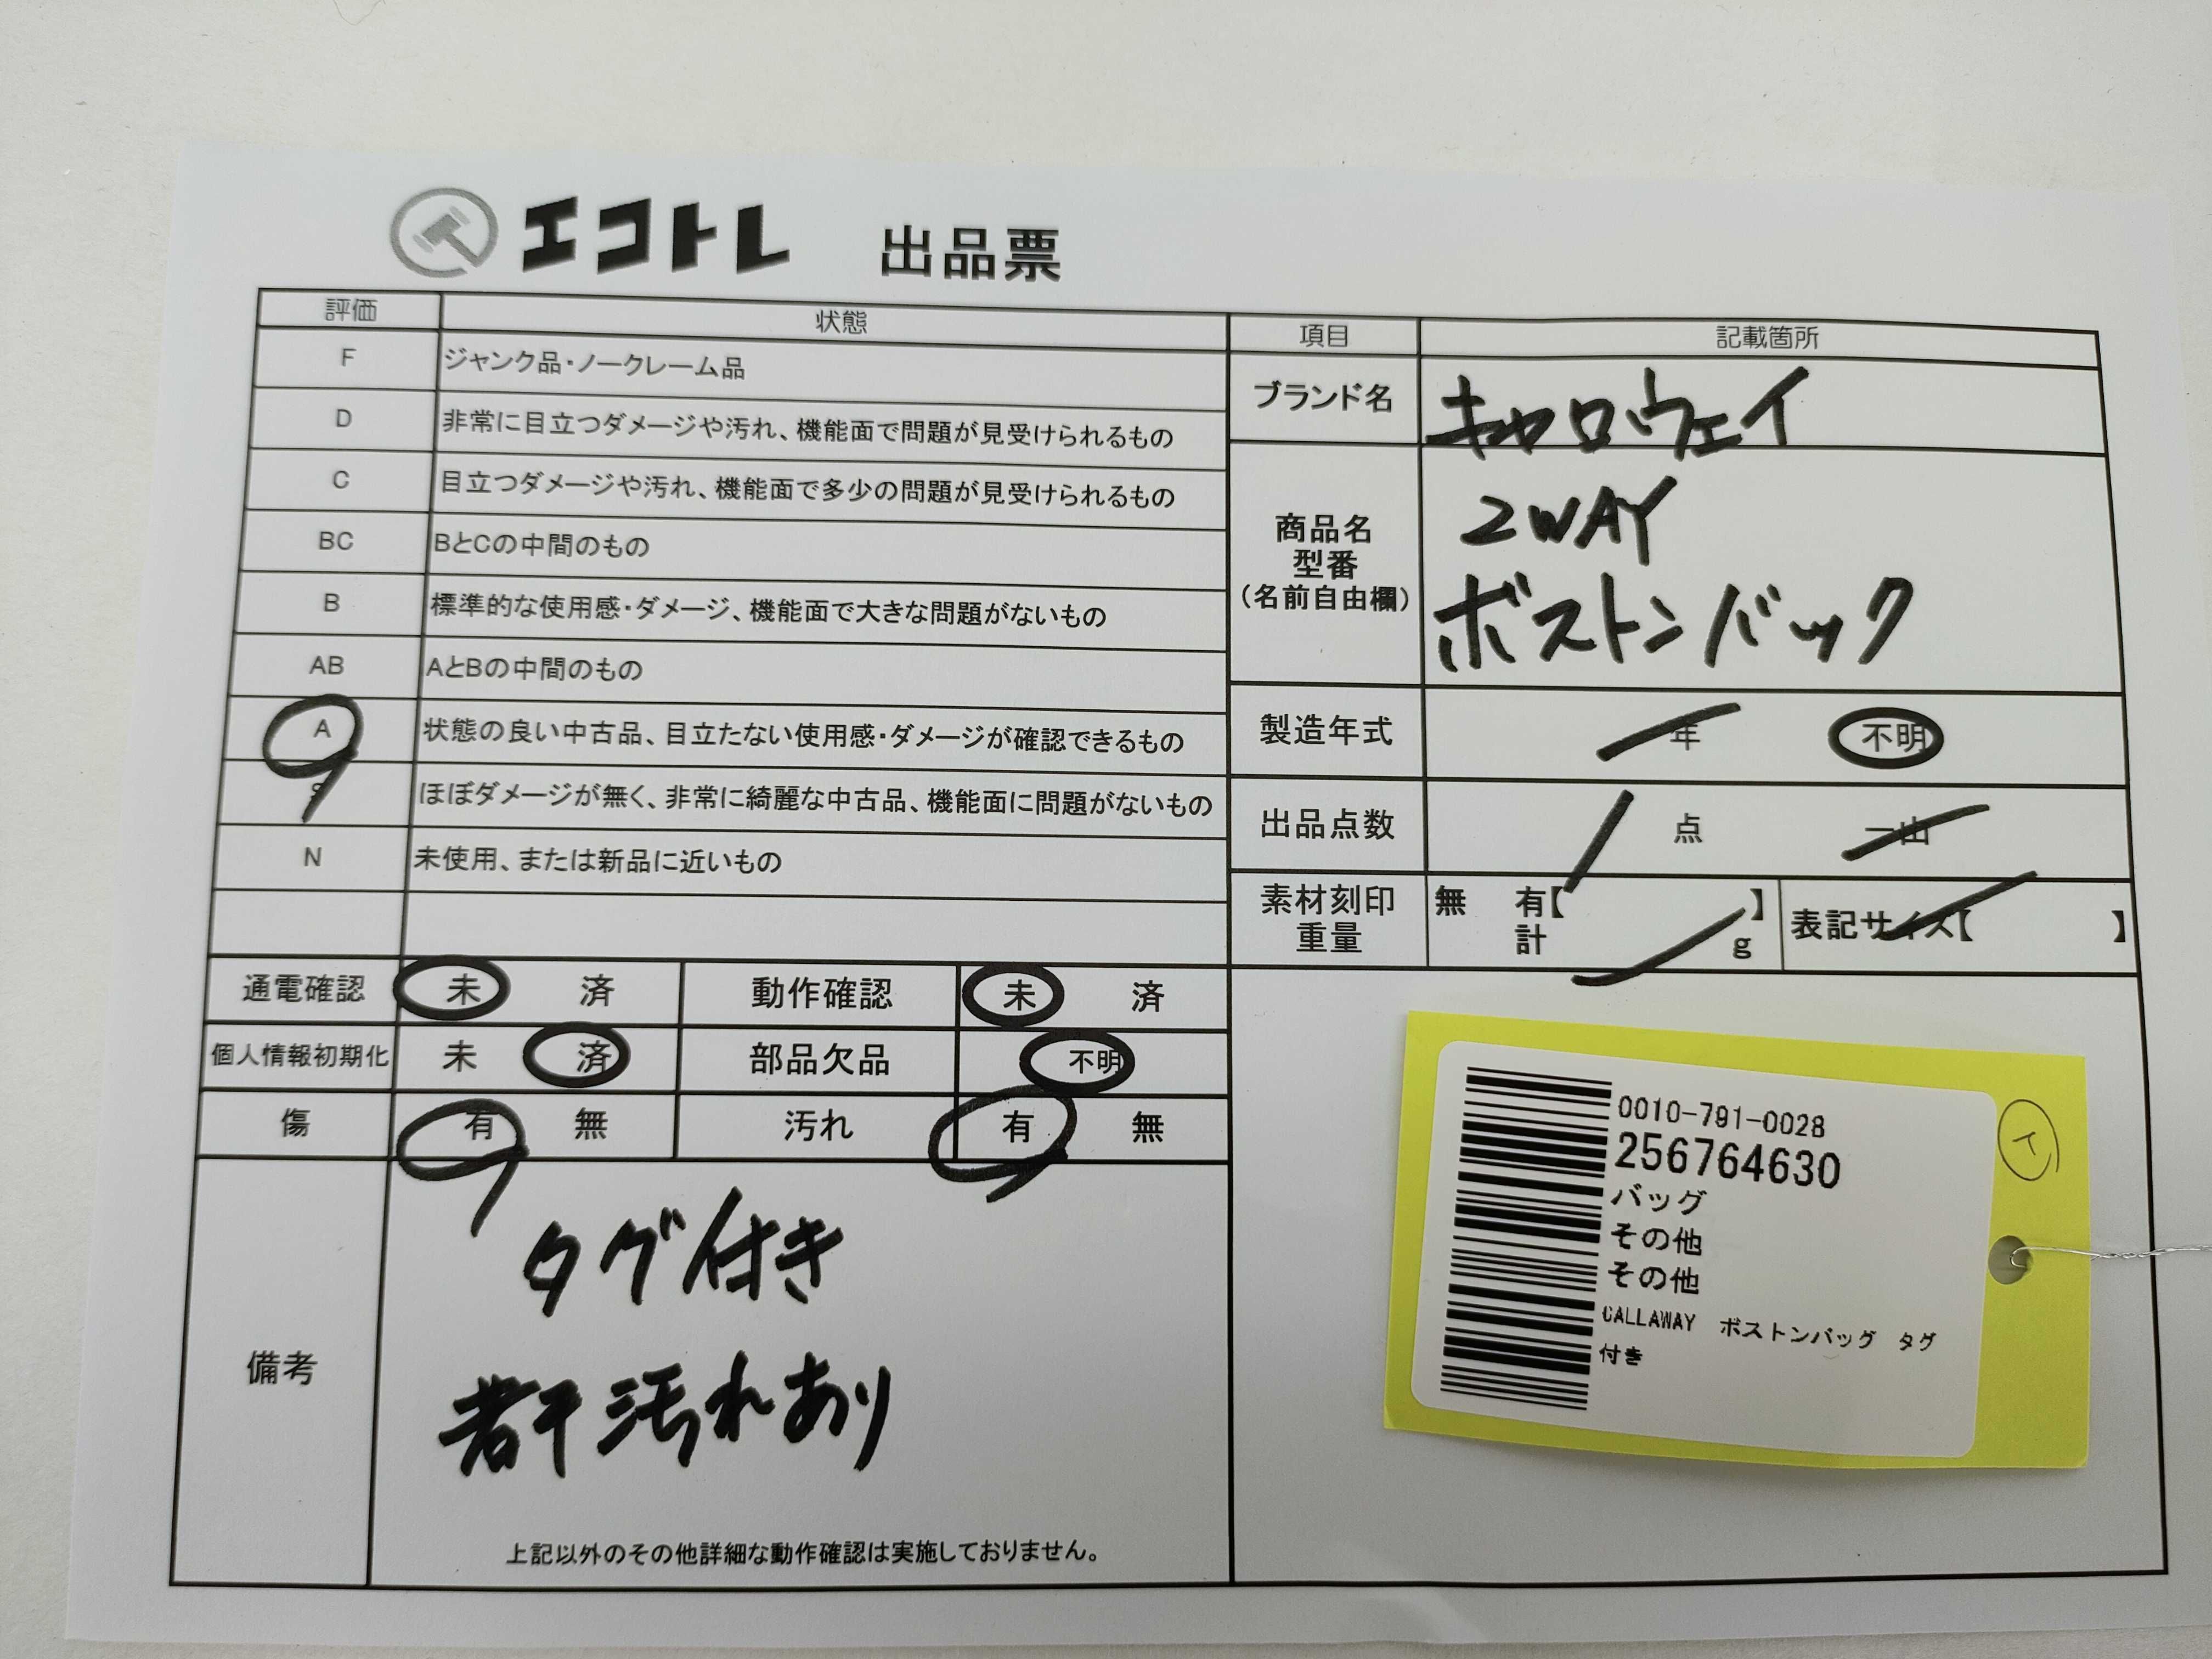 エコトレ 出品票
評価 状態
F ジャンク品・ノークレーム品
D 非常に目立つダメージや汚れ、機能面で問題が見受けられるもの
C 目立つダメージや汚れ、機能面で多少の問題が見受けられるもの
BC BとCの中間のもの
B 標準的な使用感・ダメージ、機能面で大きな問題がないもの
AB AとBの中間のもの
A 状態の良い中古品、目立たない使用感・ダメージが確認できるもの
S ほぼダメージが無く、非常に綺麗な中古品、機能面に問題がないもの
N 未使用、または新品に近いもの
通電確認 未 済 動作確認 未 済
個人情報初期化 未 済 部品欠品 不明
傷 有 無 汚れ 有 無
備考
タグ付き
若干汚れあり
上記以外のその他詳細な動作確認は実施しておりません。
項目 記載箇所
ブランド名 キャロウェイ
商品名
型番
(名前自由欄)
2WAY
ボストンバック
製造年式 年 不明
出品点数 1 点 一山
素材刻印
重量
無 有【 】
計 g
表記サイズ【 】
0010-791-0028
256764630
バッグ
その他
その他
CALLAWAY ボストンバッグ タグ
付き
イ